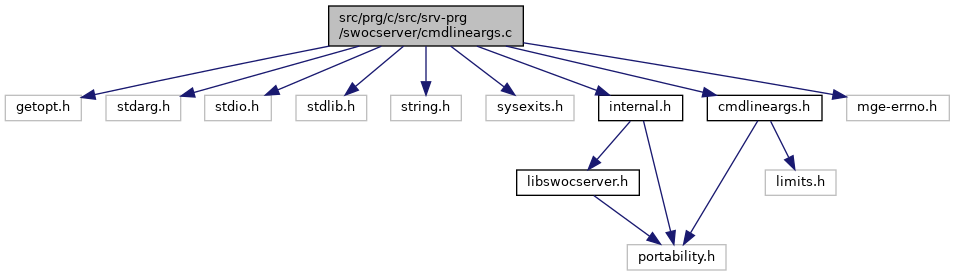 src/prg/c/src/srv-prg
/swocserver/cmdlineargs.c
getopt.h
stdarg.h
stdio.h
stdlib.h
string.h
sysexits.h
internal.h
cmdlineargs.h
mge-errno.h
libswocserver.h
limits.h
portability.h